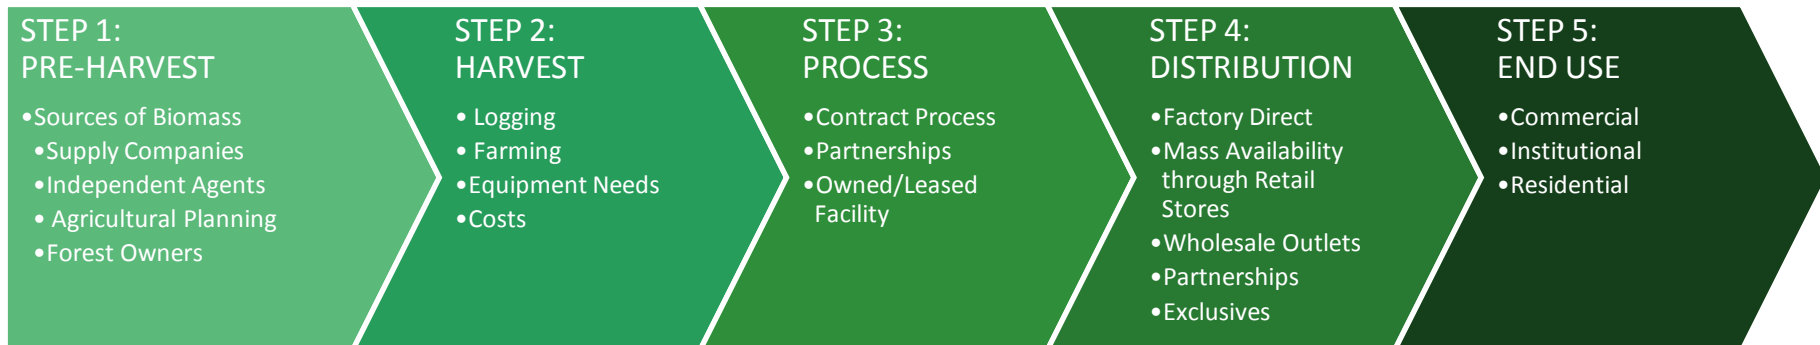 STEP 1:
PRE-HARVEST
•Sources of Biomass
•Supply Companies
•Independent Agents
• Agricultural Planning
•Forest Owners
STEP 2:
HARVEST
• Logging
• Farming
•Equipment Needs
•Costs
STEP 3:
PROCESS
•Contract Process
•Partnerships
•Owned/Leased
Facility
STEP 4:
DISTRIBUTION
•Factory Direct
•Mass Availability
through Retail
Stores
•Wholesale Outlets
•Partnerships
•Exclusives
STEP 5:
END USE
•Commercial
•Institutional
•Residential